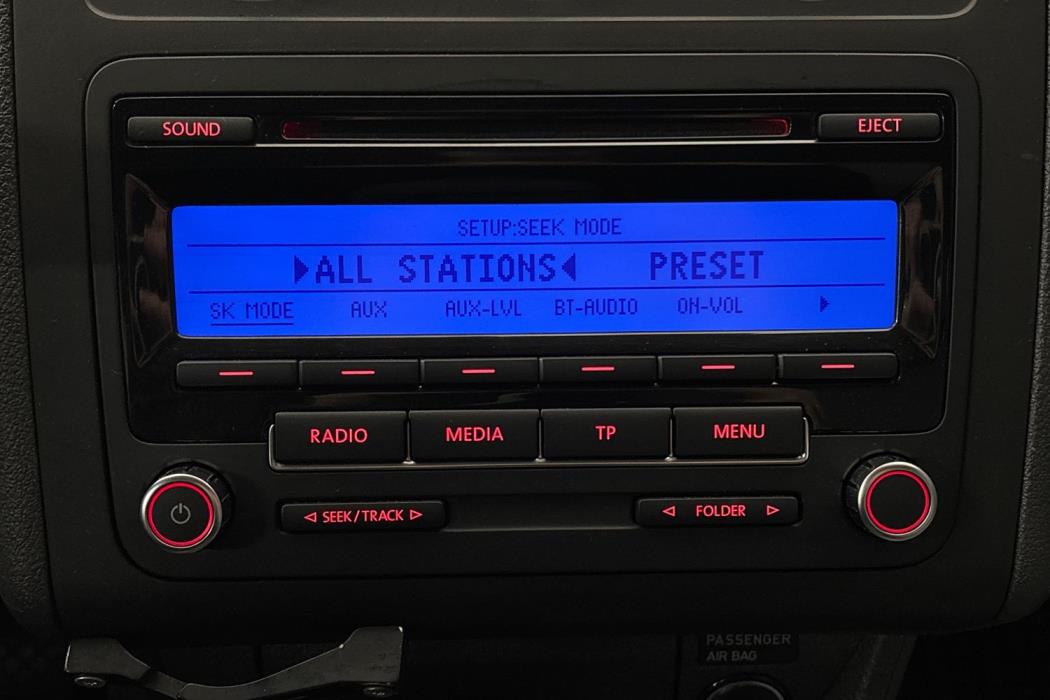 SOUND
EJECT
SETUP:SEEK MODE
ALL STATIONS PRESET
SK MODE AUX AUX-LVL BT-AUDIO ON-VOL
RADIO MEDIA TP MENU
SEEK/TRACK
FOLDER
PASSENGER
AIR BAG